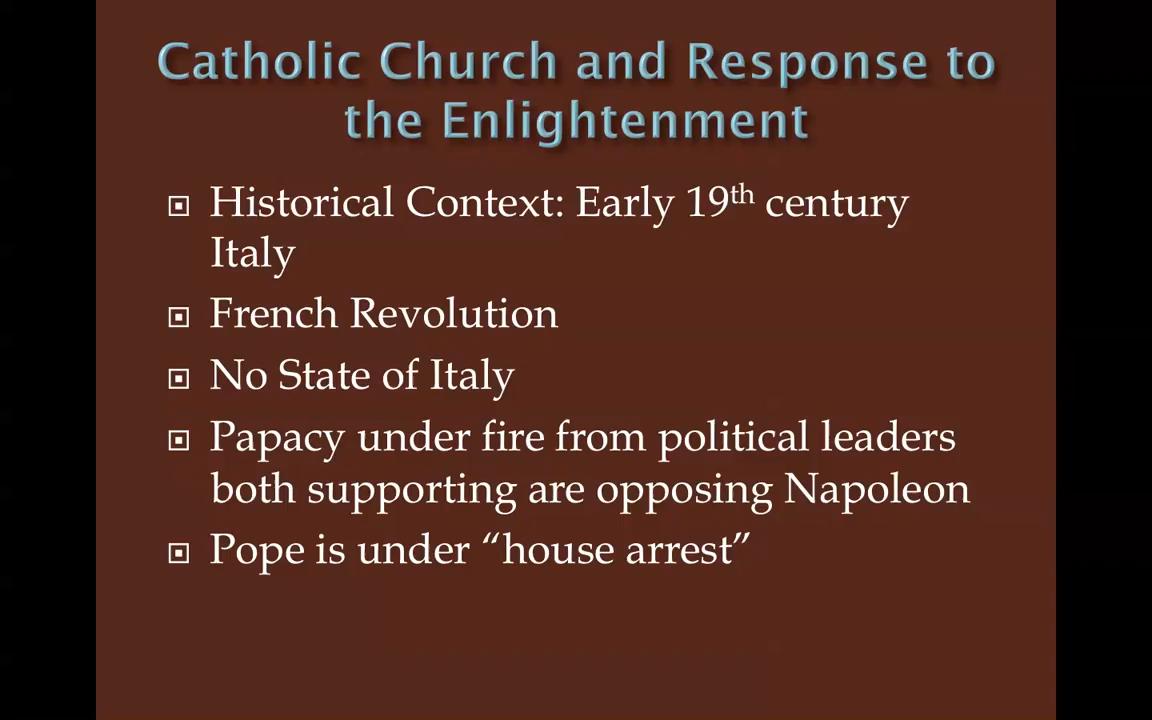 Catholic Church and Response to
the Enlightenment
Historical Context: Early 19th century
Italy
French Revolution
No State of Italy
Papacy under fire from political leaders
both supporting are opposing Napoleon
Pope is under “house arrest”